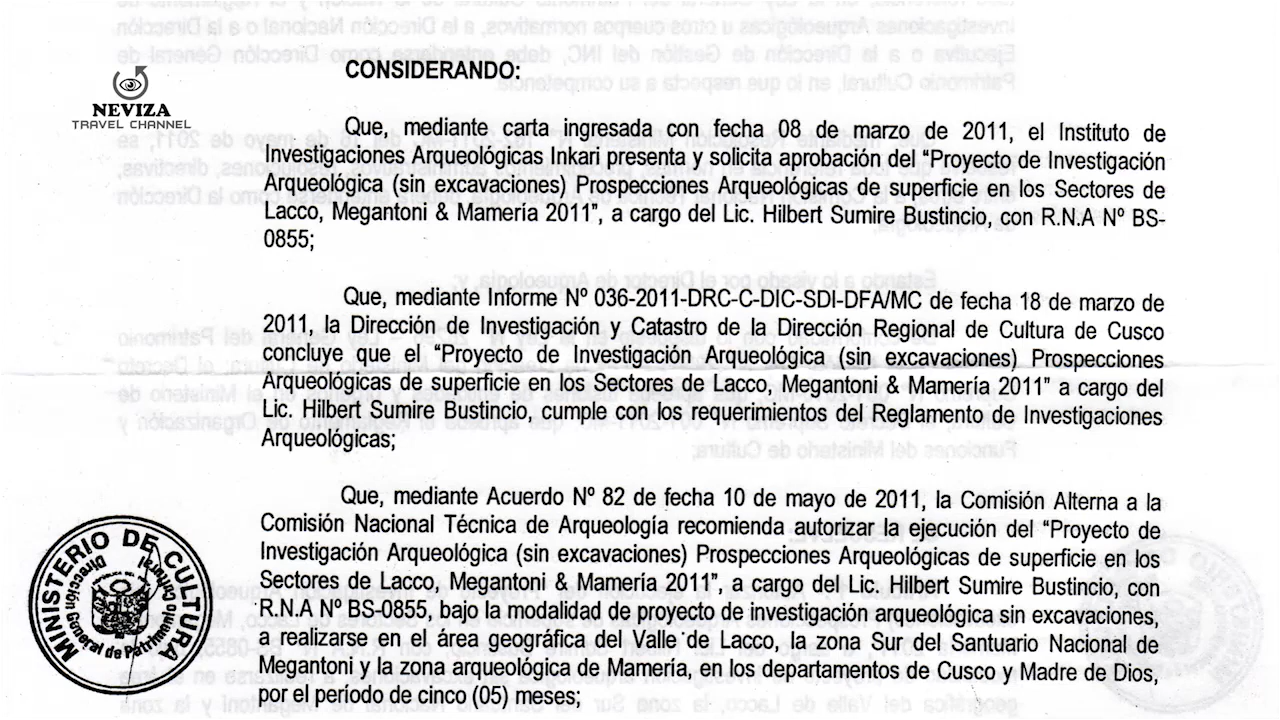 CONSIDERANDO:
NEVIZA
TRAVEL CHANNEL
Que, mediante carta ingresada con fecha 08 de marzo de 2011, el Instituto de
Investigaciones Arqueológicas Inkari presenta y solicita aprobación del “Proyecto de Investigación
Arqueológica (sin excavaciones) Prospecciones Arqueológicas de superficie en los Sectores de
Lacco, Megantoni & Mamería 2011”, a cargo del Lic. Hilbert Sumire Bustincio, con R.N.A Nº BS-
0855;
Que, mediante Informe Nº 036-2011-DRC-C-DIC-SDI-DFA/MC de fecha 18 de marzo de
2011, la Dirección de Investigación y Catastro de la Dirección Regional de Cultura de Cusco
concluye que el “Proyecto de Investigación Arqueológica (sin excavaciones) Prospecciones
Arqueológicas de superficie en los Sectores de Lacco, Megantoni & Mamería 2011” a cargo del
Lic. Hilbert Sumire Bustincio, cumple con los requerimientos del Reglamento de Investigaciones
Arqueológicas;
Que, mediante Acuerdo Nº 82 de fecha 10 de mayo de 2011, la Comisión Alterna a la
Comisión Nacional Técnica de Arqueología recomienda autorizar la ejecución del “Proyecto de
Investigación Arqueológica (sin excavaciones) Prospecciones Arqueológicas de superficie en los
Sectores de Lacco, Megantoni & Mamería 2011”, a cargo del Lic. Hilbert Sumire Bustincio, con
R.N.A Nº BS-0855, bajo la modalidad de proyecto de investigación arqueológica sin excavaciones,
a realizarse en el área geográfica del Valle de Lacco, la zona Sur del Santuario Nacional de
Megantoni y la zona arqueológica de Mamería, en los departamentos de Cusco y Madre de Dios,
por el período de cinco (05) meses;
MINISTERIO DE CULTURA
Dirección General de Patrimonio Cultural